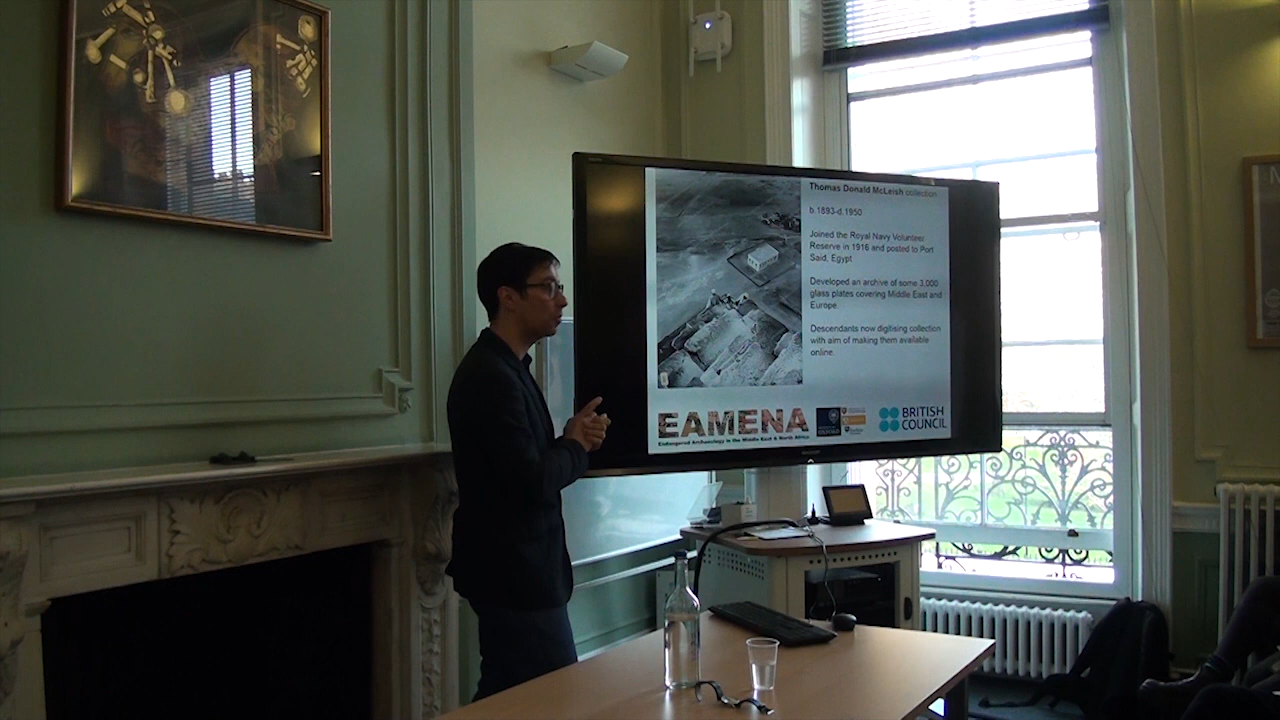 Thomas Donald McLeish collection
b.1893-d.1950
Joined the Royal Navy Volunteer
Reserve in 1916 and posted to Port
Said, Egypt
Developed an archive of some 3,000
glass plates covering Middle East and
Europe.
Descendants now digitising collection
with aim of making them available
online.
EAMENA
Endangered Archaeology in the Middle East & North Africa
BRITISH
COUNCIL